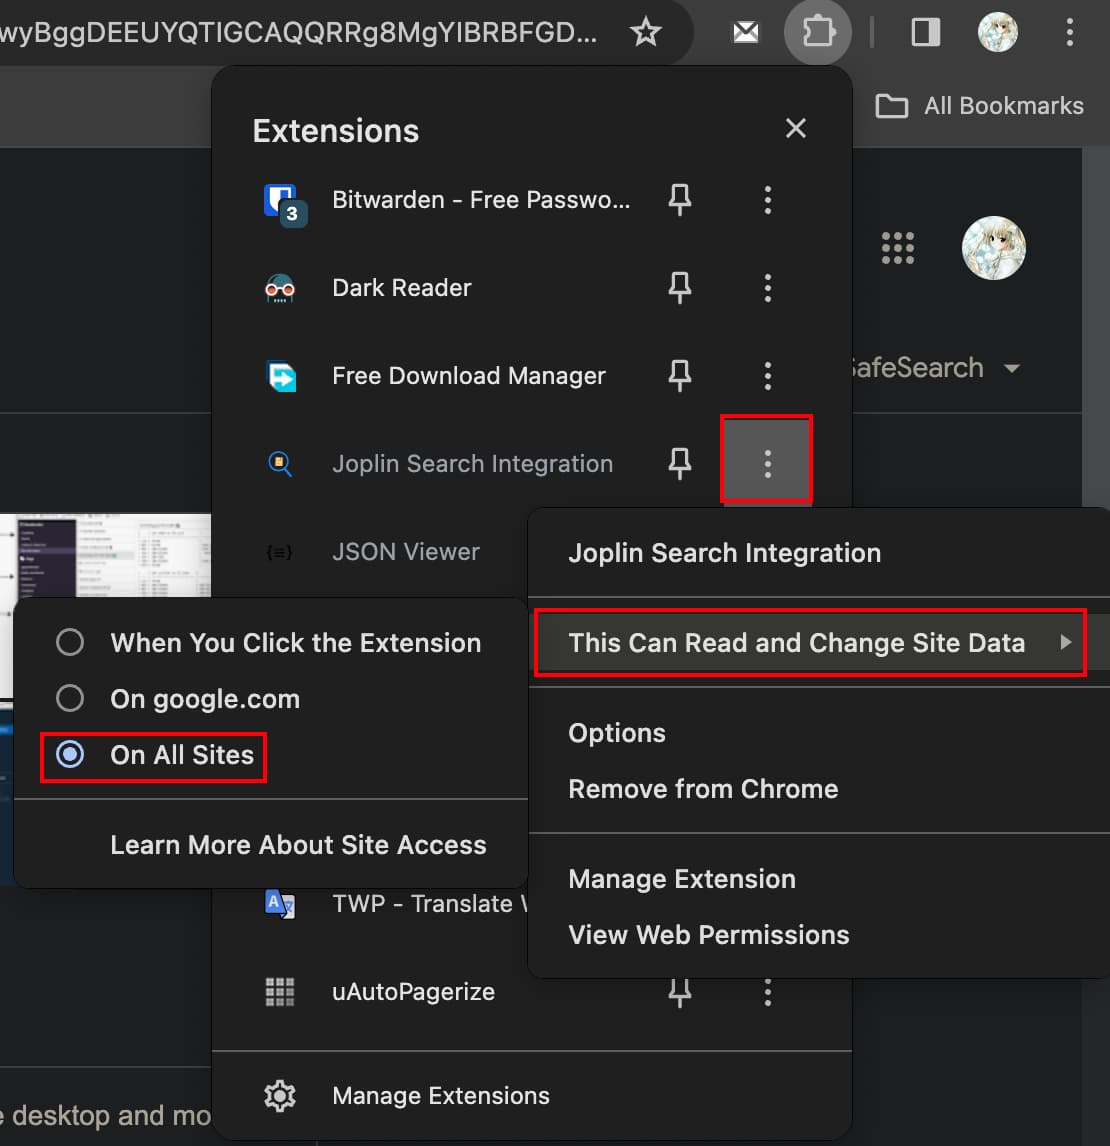 wyBggDEEUYQTIGCAQQRRg8MgYIBRBFGD...
All Bookmarks
Extensions
Bitwarden - Free Passwo...
3
Dark Reader
SafeSearch
Free Download Manager
Joplin Search Integration
JSON Viewer
Joplin Search Integration
This Can Read and Change Site Data
When You Click the Extension
On google.com
On All Sites
Learn More About Site Access
Options
Remove from Chrome
Manage Extension
View Web Permissions
TWP - Translate
uAutoPagerize
Manage Extensions
desktop and mo